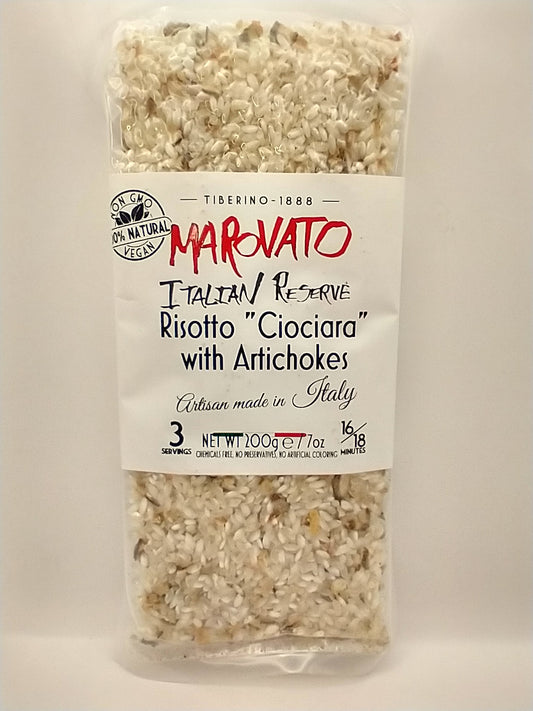 TIBERINO-1888
NON GMO
100% NATURAL
VEGAN
MAROVATO
ITALIAN RESERVE
Risotto "Ciociara"
with Artichokes
Artisan made in Italy
3
SERVINGS
NET WT 200g e 7oz
16/18
MINUTES
CHEMICALS FREE, NO PRESERVATIVES, NO ARTIFICIAL COLORING